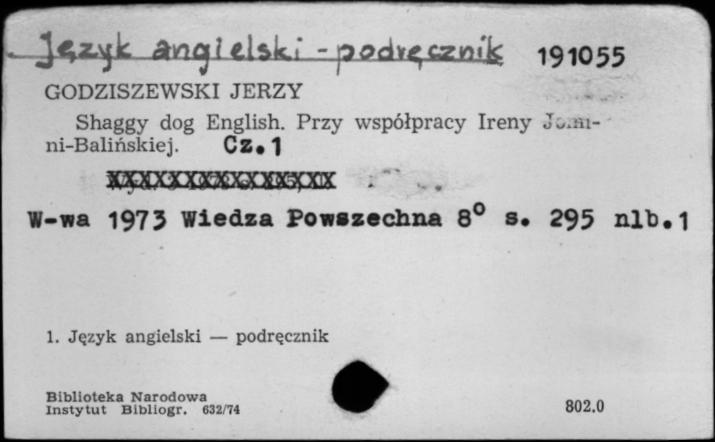 Język angielski - podręcznik 191055
GODZISZEWSKI JERZY
Shaggy dog English. Przy współpracy Ireny
ni-Balińskiej. Cz.1
W-wa 1973 Wiedza Powszechna 8° s. 295 nlb.1
1. Język angielski — podręcznik
Biblioteka Narodowa
Instytut Bibliogr. 632/74 802.0